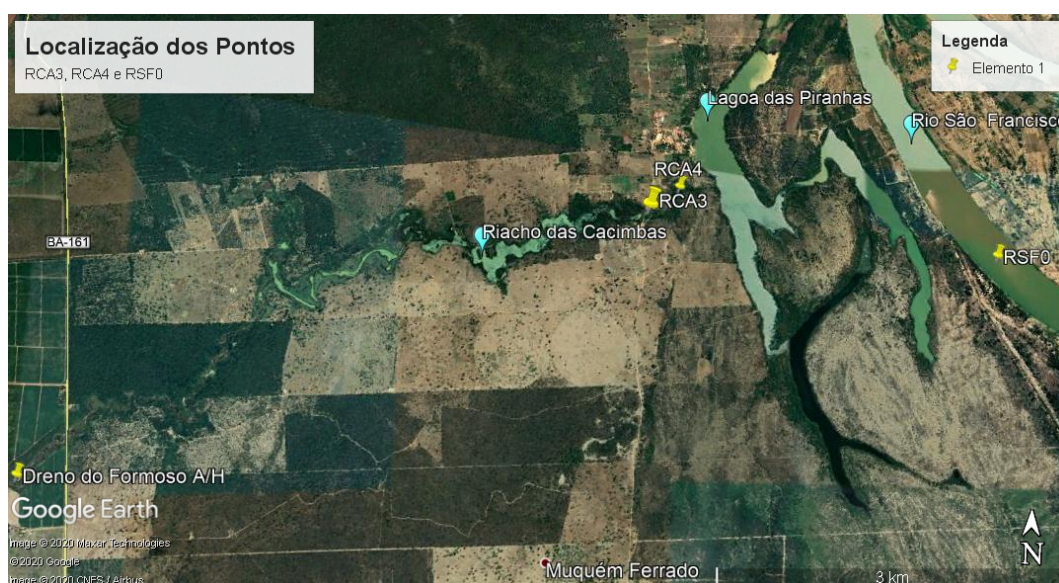 Localização dos Pontos
RCA3, RCA4 e RSF0
Legenda
Elemento 1
Lagoa das Piranhas
Rio São Francisco
RCA4
RCA3
Riacho das Cacimbas
BA-161
RSF0
Dreno do Formoso A/H
Google Earth
Image © 2020 Maxar Technologies
© 2020 Google
Image © 2020 CNES / Airbus
Muquém Ferrado
3 km
N